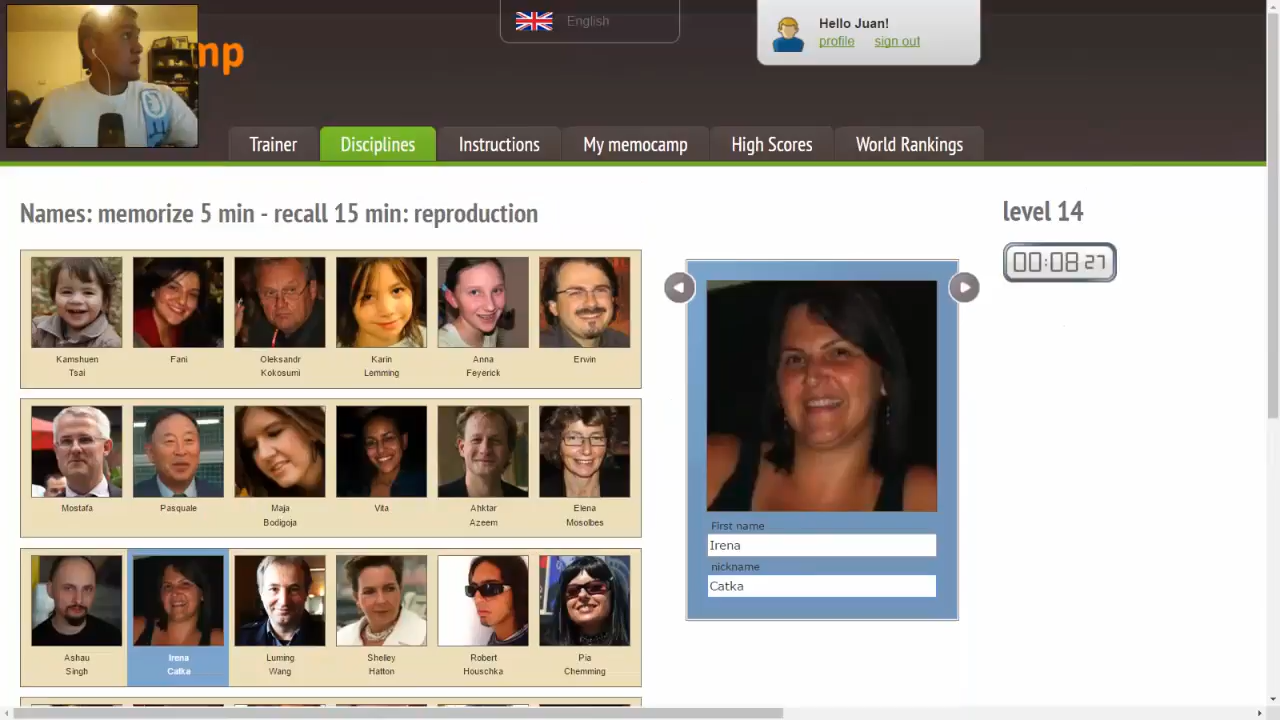 mp
English
Hello Juan!
profile sign out
Trainer Disciplines Instructions My memocamp High Scores World Rankings
Names: memorize 5 min - recall 15 min: reproduction
level 14
00:08 27
Kamshuen Fani Oleksandr Karin Anna Erwin
Tsai Kokosumi Lemming Feyerick
Mostafa Pasquale Maja Vita Ahktar Elena
Bodigoja Azeem Mosolbes
Ashau Irena Luming Shelley Robert Pia
Singh Catka Wang Hatton Houschka Chemming
First name
Irena
nickname
Catka